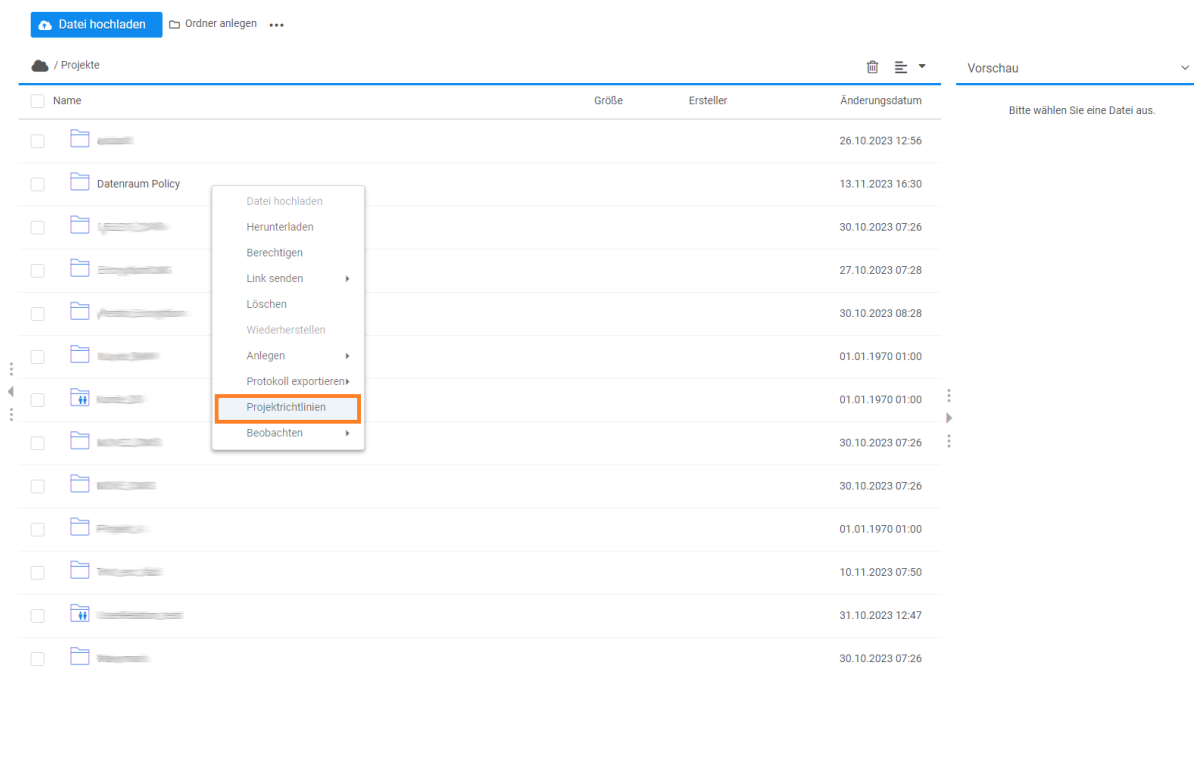 Datei hochladen Ordner anlegen •••
/ Projekte
Vorschau
Name Größe Ersteller Änderungsdatum
Bitte wählen Sie eine Datei aus.
26.10.2023 12:56
Datenraum Policy 13.11.2023 16:30
Datei hochladen
Herunterladen
30.10.2023 07:26
Berechtigen
27.10.2023 07:28
Link senden
Löschen
30.10.2023 08:28
Wiederherstellen
Anlegen
01.01.1970 01:00
Protokoll exportieren
01.01.1970 01:00
Projektrichtlinien
Beobachten
30.10.2023 07:26
30.10.2023 07:26
01.01.1970 01:00
10.11.2023 07:50
31.10.2023 12:47
30.10.2023 07:26